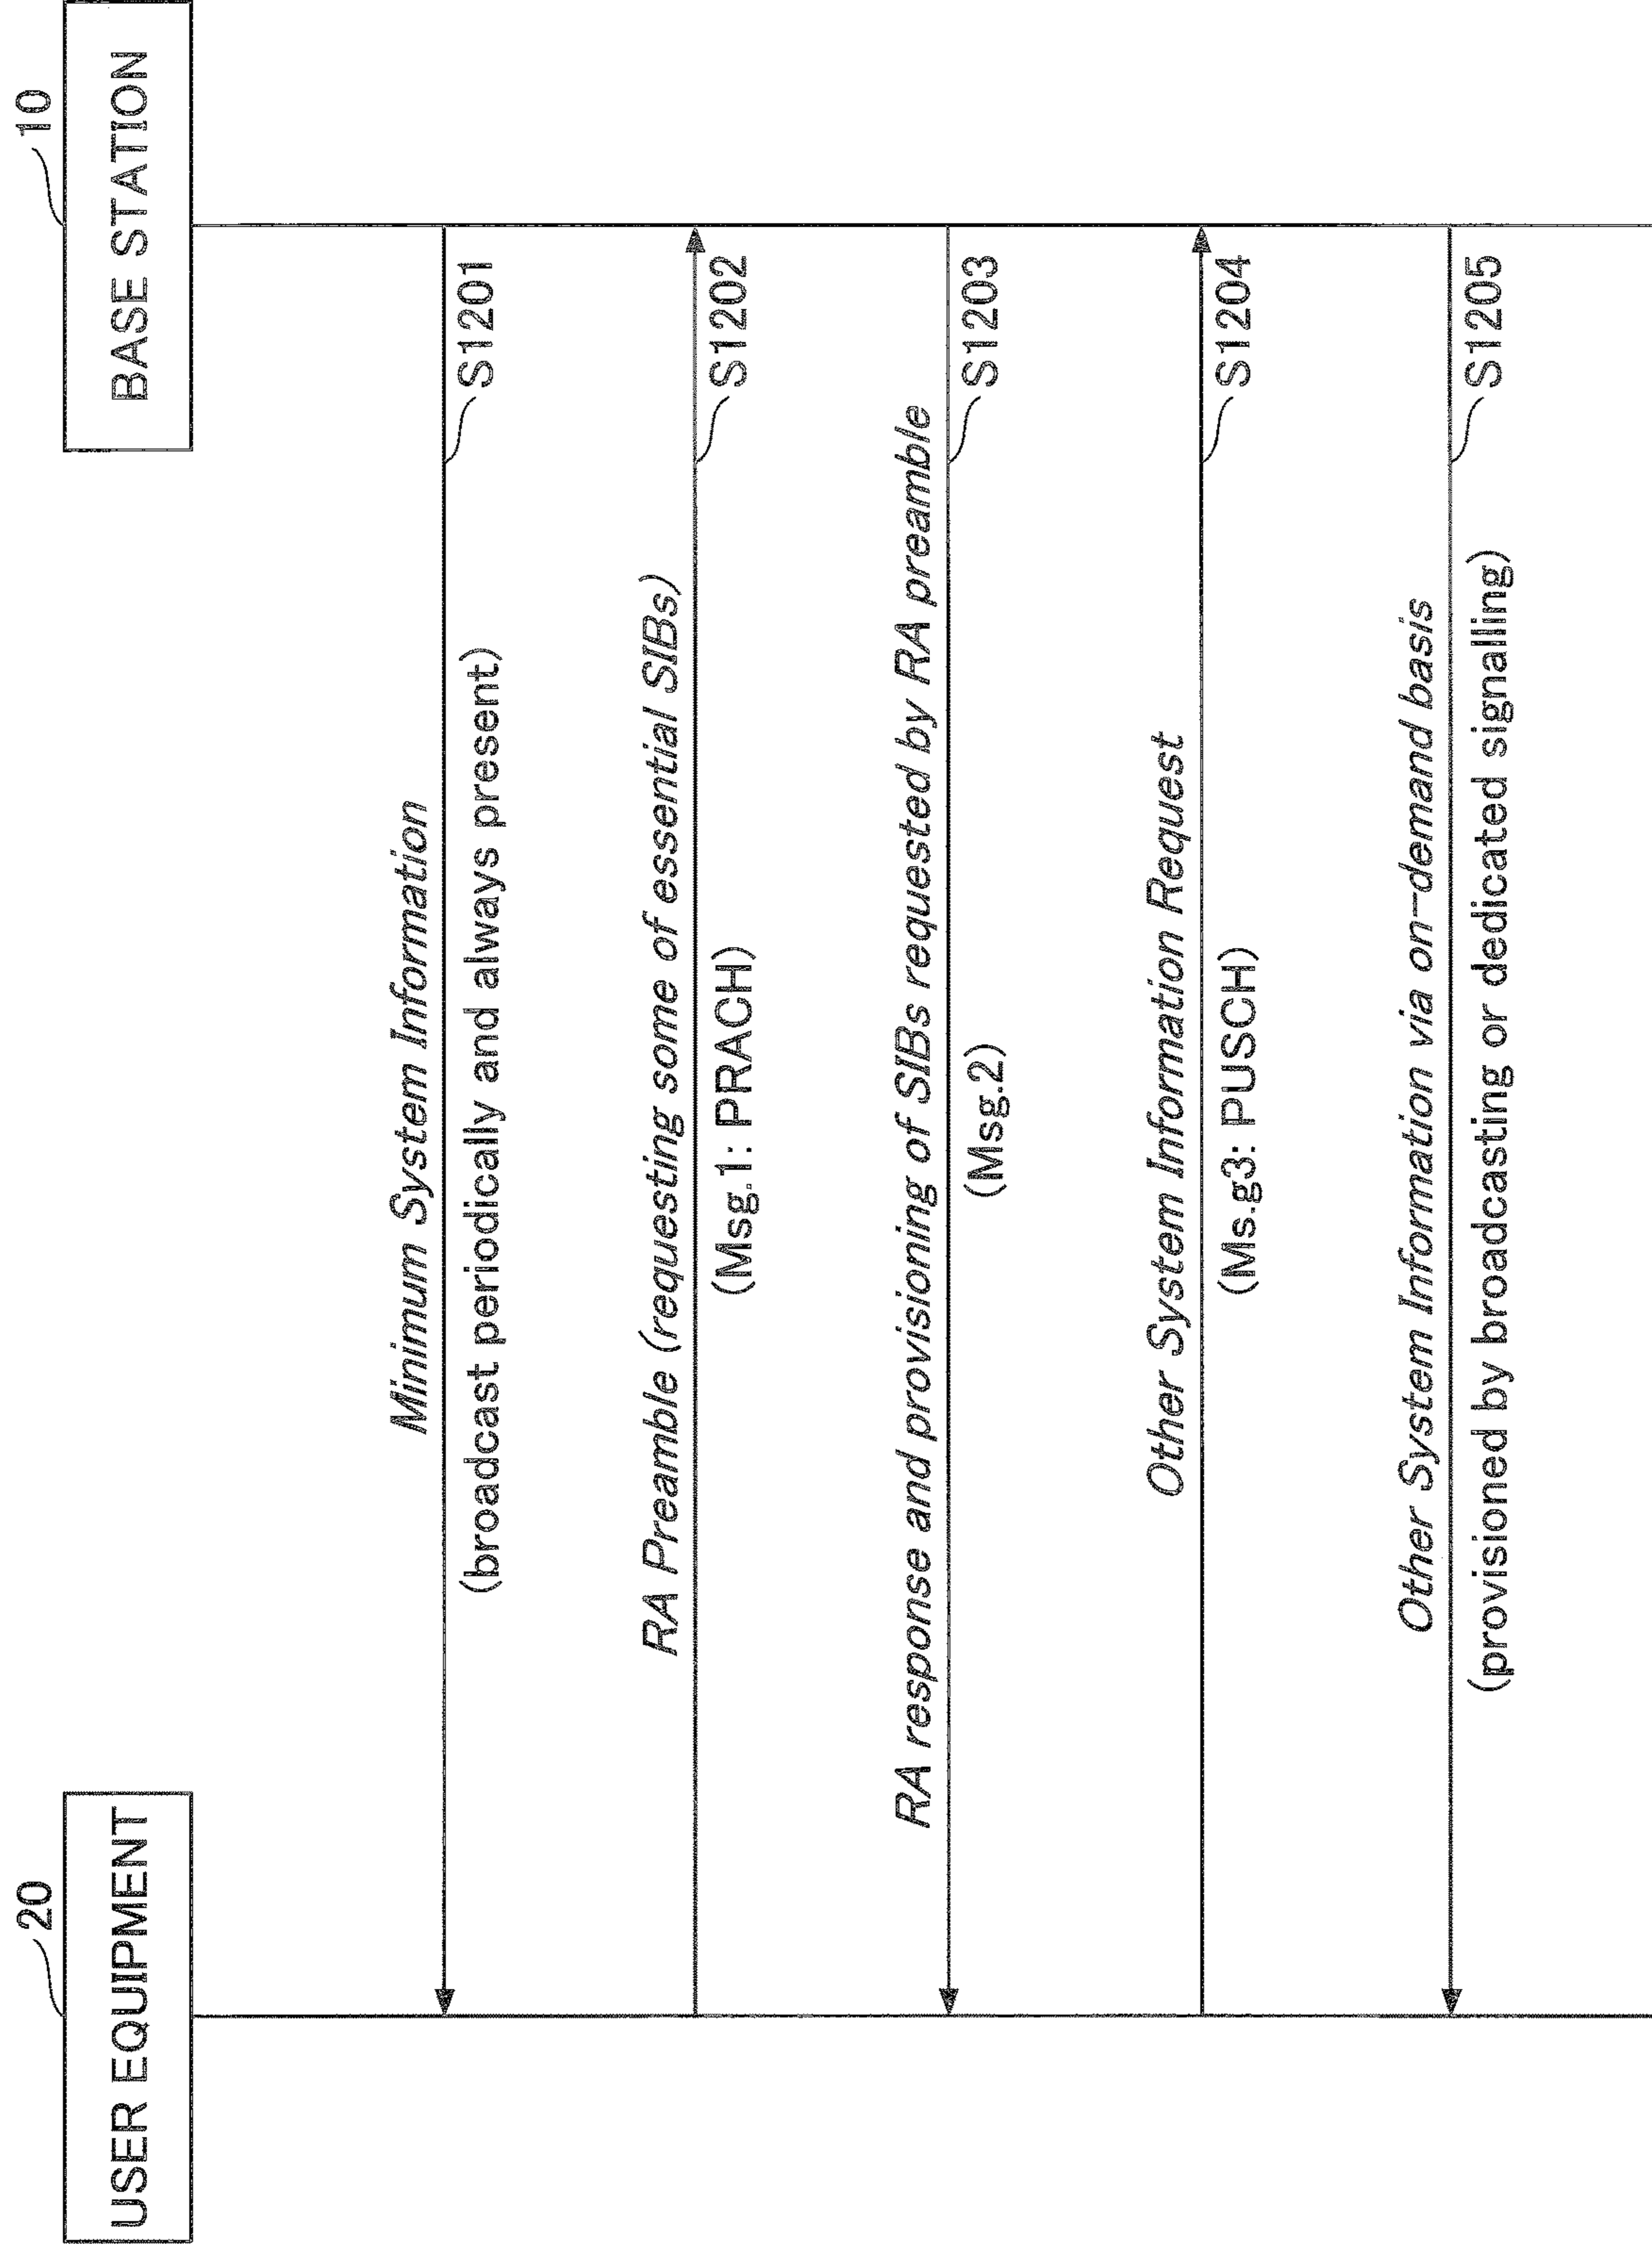 20
10
USER EQUIPMENT
BASE STATION
Minimum System Information
(broadcast periodically and always present)
S1201
RA Preamble (requesting some of essential SIBs)
(Msg.1: PRACH)
S1202
RA response and provisioning of SIBs requested by RA preamble
(Msg.2)
S1203
Other System Information Request
(Ms.g3: PUSCH)
S1204
Other System Information via on-demand basis
(provisioned by broadcasting or dedicated signalling)
S1205